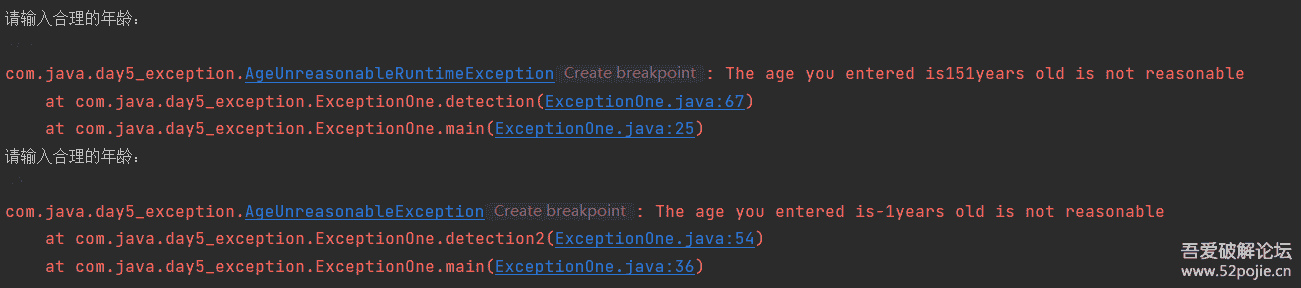 请输入合理的年龄：
com.java.day5_exception.AgeUnreasonableRuntimeException Create breakpoint : The age you entered is151years old is not reasonable
at com.java.day5_exception.ExceptionOne.detection(ExceptionOne.java:67)
at com.java.day5_exception.ExceptionOne.main(ExceptionOne.java:25)
请输入合理的年龄：
com.java.day5_exception.AgeUnreasonableException Create breakpoint : The age you entered is-1years old is not reasonable
at com.java.day5_exception.ExceptionOne.detection2(ExceptionOne.java:54)
at com.java.day5_exception.ExceptionOne.main(ExceptionOne.java:36)
吾爱破解论坛
www.52pojie.cn